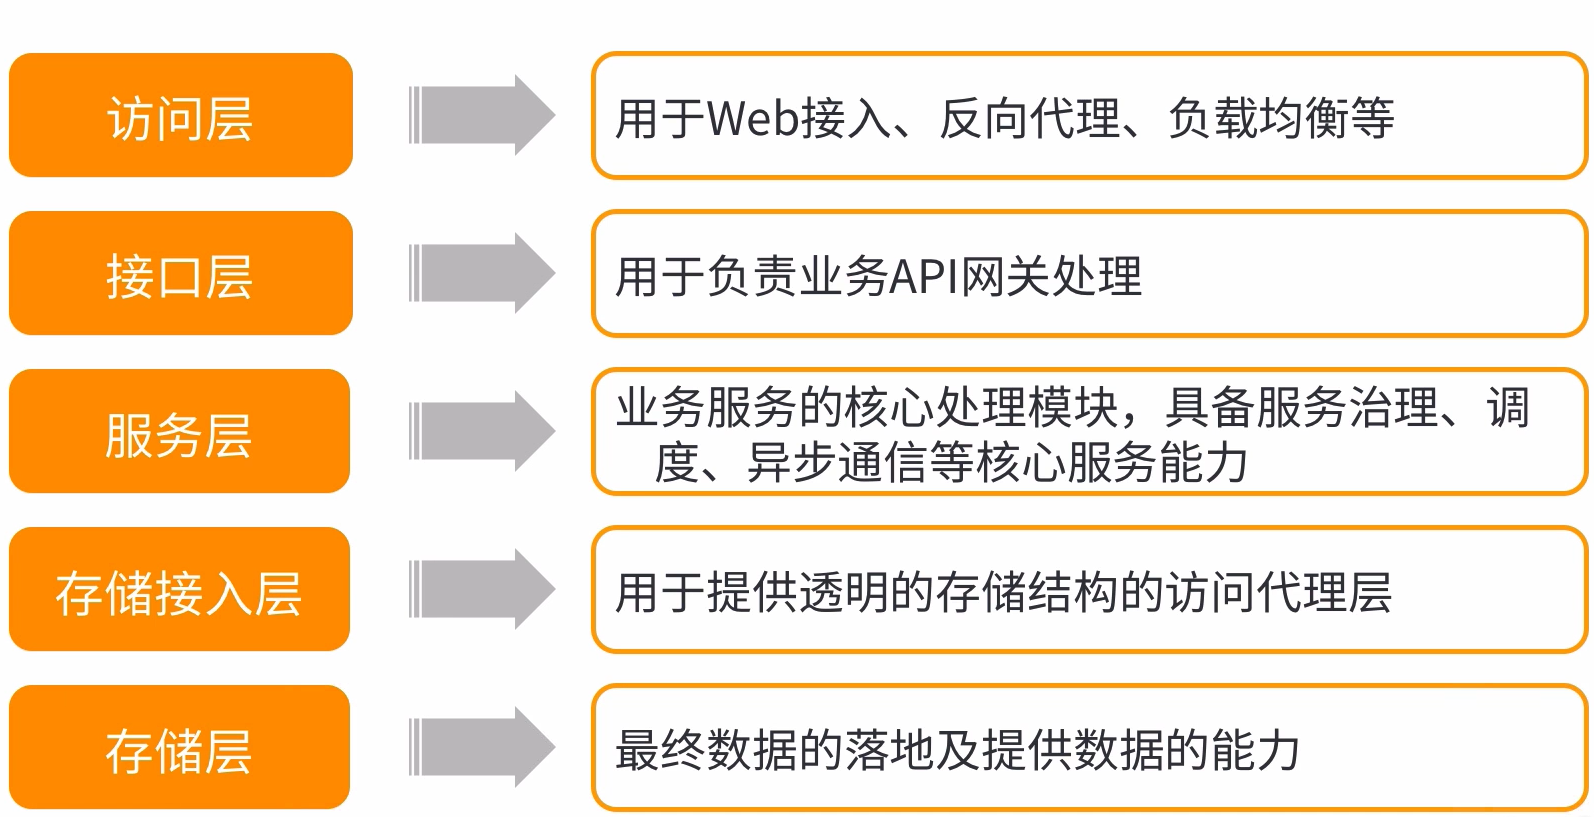 访问层
用于Web接入、反向代理、负载均衡等
接口层
用于负责业务API网关处理
服务层
业务服务的核心处理模块，具备服务治理、调
度、异步通信等核心服务能力
存储接入层
用于提供透明的存储结构的访问代理层
存储层
最终数据的落地及提供数据的能力